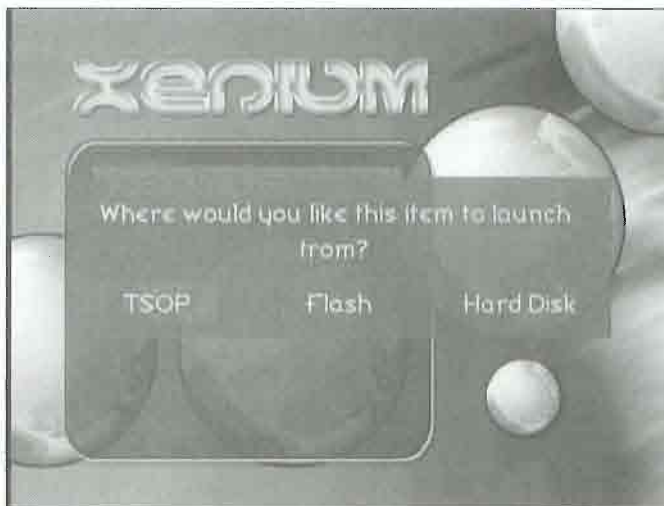 XENIUM
Where would you like this item to launch
from?
TSOP Flash Hard Disk